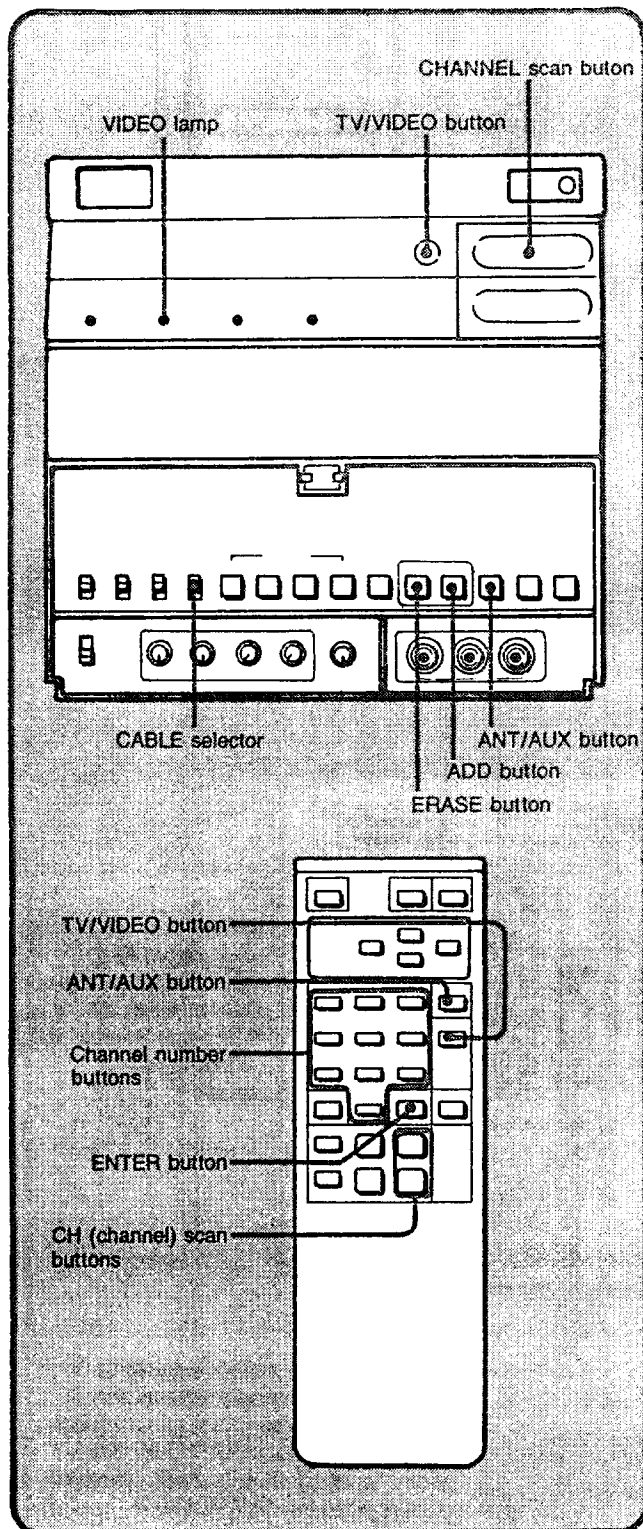 CHANNEL scan buton
VIDEO lamp
TV/VIDEO button
CABLE selector
ANT/AUX button
ADD button
ERASE button
TV/VIDEO button
ANT/AUX button
Channel number
buttons
ENTER button
CH (channel) scan
buttons